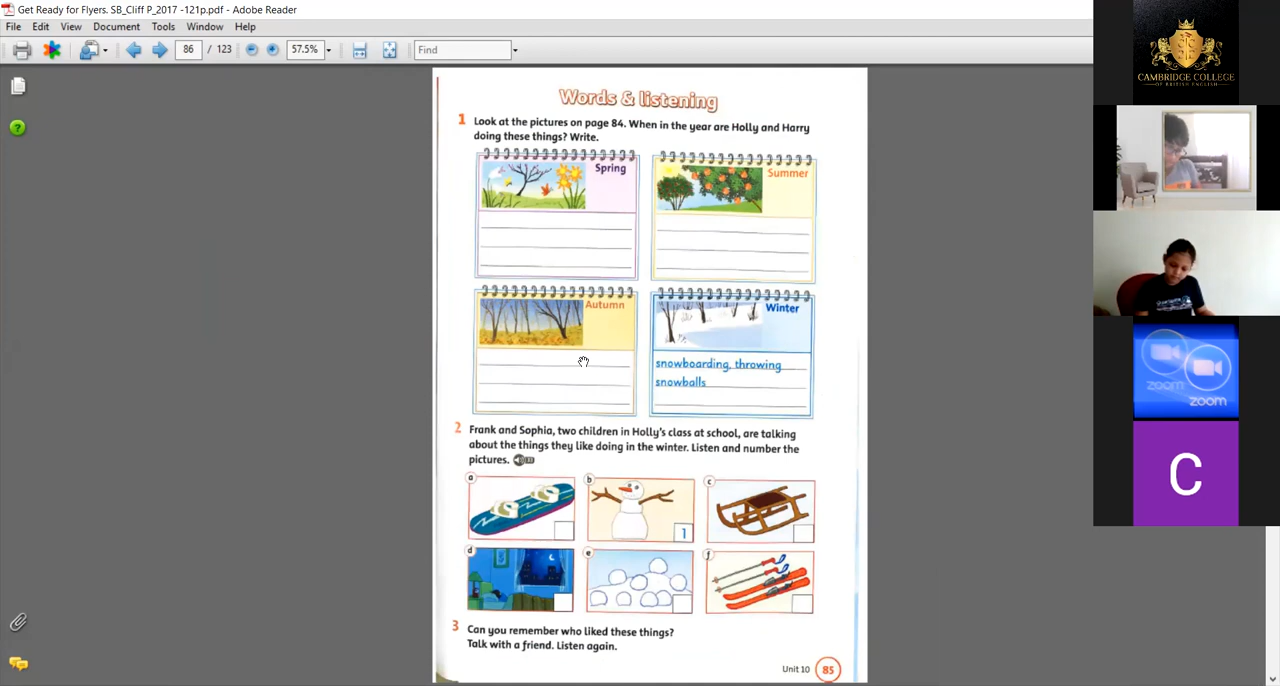 Get Ready for Flyers. SB_Cliff P_2017 -121p.pdf - Adobe Reader
File Edit View Document Tools Window Help
86 / 123 57.5% Find
Words & listening
1 Look at the pictures on page 84. When in the year are Holly and Harry
doing these things? Write.
Spring
Summer
Autumn
Winter
snowboarding, throwing
snowballs
2 Frank and Sophia, two children in Holly's class at school, are talking
about the things they like doing in the winter. Listen and number the
pictures.
a b c
1
d e f
3 Can you remember who liked these things?
Talk with a friend. Listen again.
Unit 10 85
CAMBRIDGE COLLEGE
OF BRITISH ENGLISH
zoom
zoom
C